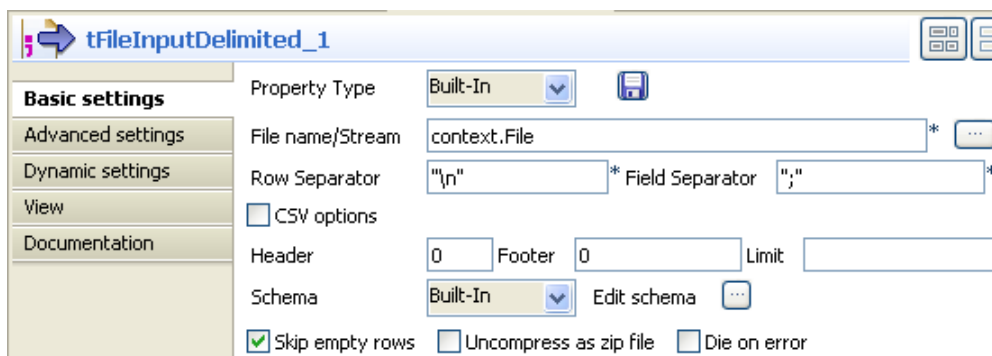 tFileInputDelimited_1
Basic settings
Advanced settings
Dynamic settings
View
Documentation
Property Type Built-In
File name/Stream context.File * ...
Row Separator "\n" * Field Separator ";" *
CSV options
Header 0 Footer 0 Limit
Schema Built-In Edit schema ...
Skip empty rows Uncompress as zip file Die on error